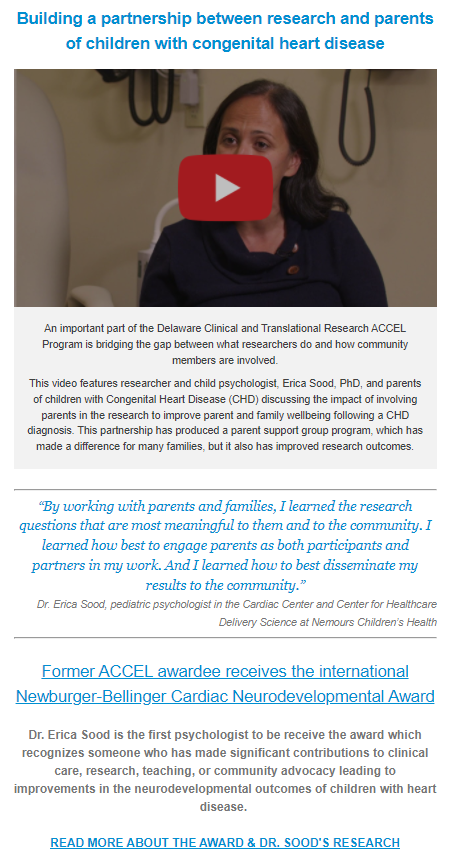 Building a partnership between research and parents
of children with congenital heart disease
An important part of the Delaware Clinical and Translational Research ACCEL
Program is bridging the gap between what researchers do and how community
members are involved.
This video features researcher and child psychologist, Erica Sood, PhD, and parents
of children with Congenital Heart Disease (CHD) discussing the impact of involving
parents in the research to improve parent and family wellbeing following a CHD
diagnosis. This partnership has produced a parent support group program, which has
made a difference for many families, but it also has improved research outcomes.
“By working with parents and families, I learned the research
questions that are most meaningful to them and to the community. I
learned how best to engage parents as both participants and
partners in my work. And I learned how to best disseminate my
results to the community.”
Dr. Erica Sood, pediatric psychologist in the Cardiac Center and Center for Healthcare
Delivery Science at Nemours Children’s Health
Former ACCEL awardee receives the international
Newburger-Bellinger Cardiac Neurodevelopmental Award
Dr. Erica Sood is the first psychologist to be receive the award which
recognizes someone who has made significant contributions to clinical
care, research, teaching, or community advocacy leading to
improvements in the neurodevelopmental outcomes of children with heart
disease.
READ MORE ABOUT THE AWARD & DR. SOOD'S RESEARCH